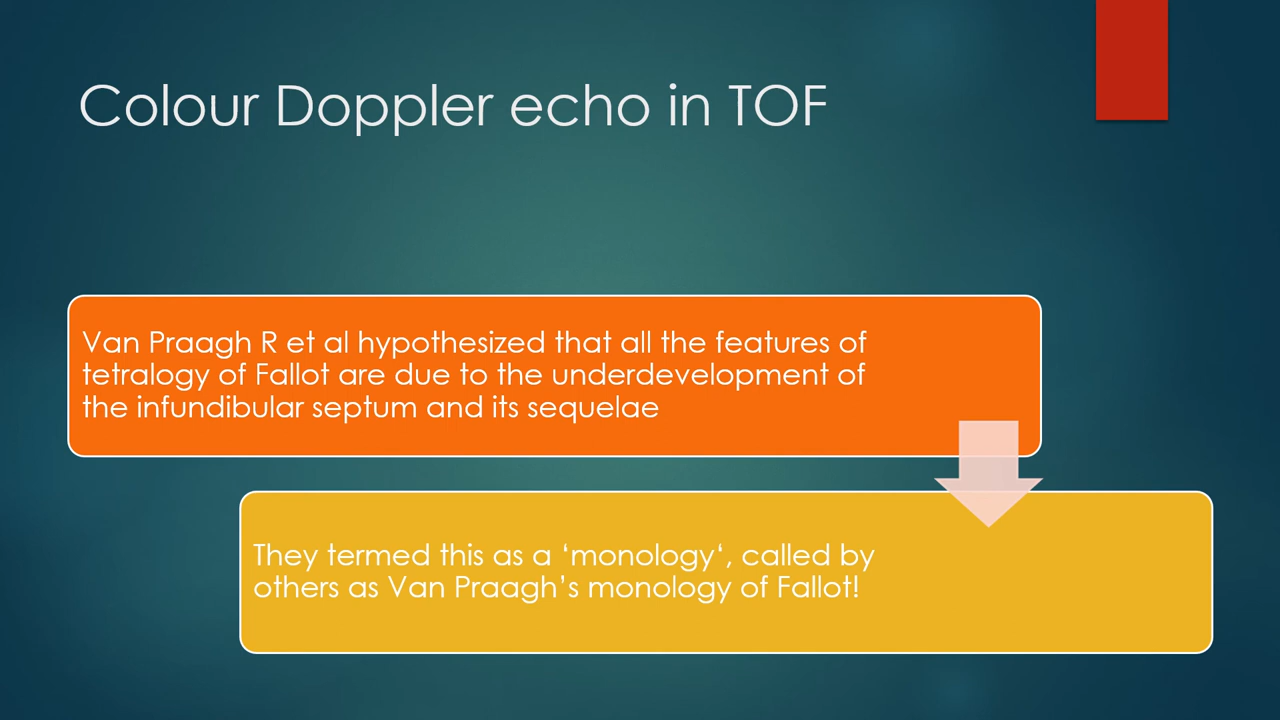 Colour Doppler echo in TOF
Van Praagh R et al hypothesized that all the features of
tetralogy of Fallot are due to the underdevelopment of
the infundibular septum and its sequelae
They termed this as a ‘monology‘, called by
others as Van Praagh’s monology of Fallot!